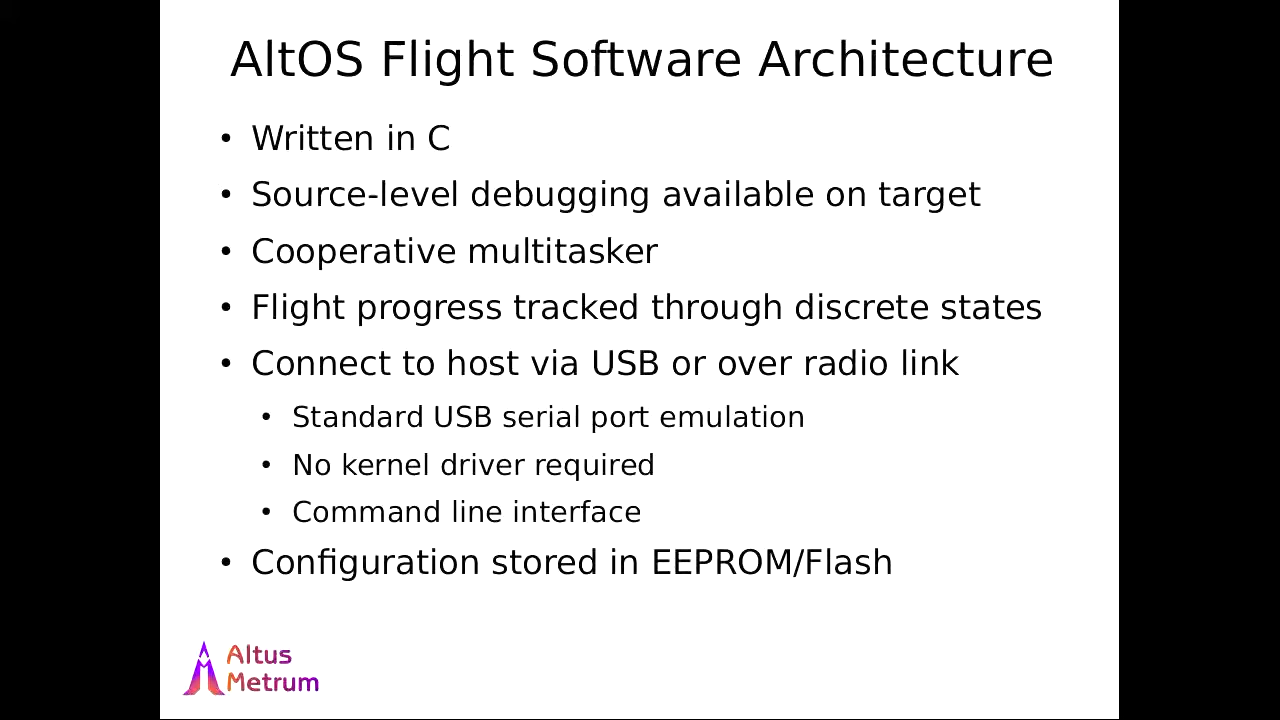 AltOS Flight Software Architecture
• Written in C
• Source-level debugging available on target
• Cooperative multitasker
• Flight progress tracked through discrete states
• Connect to host via USB or over radio link
• Standard USB serial port emulation
• No kernel driver required
• Command line interface
• Configuration stored in EEPROM/Flash
Altus
Metrum